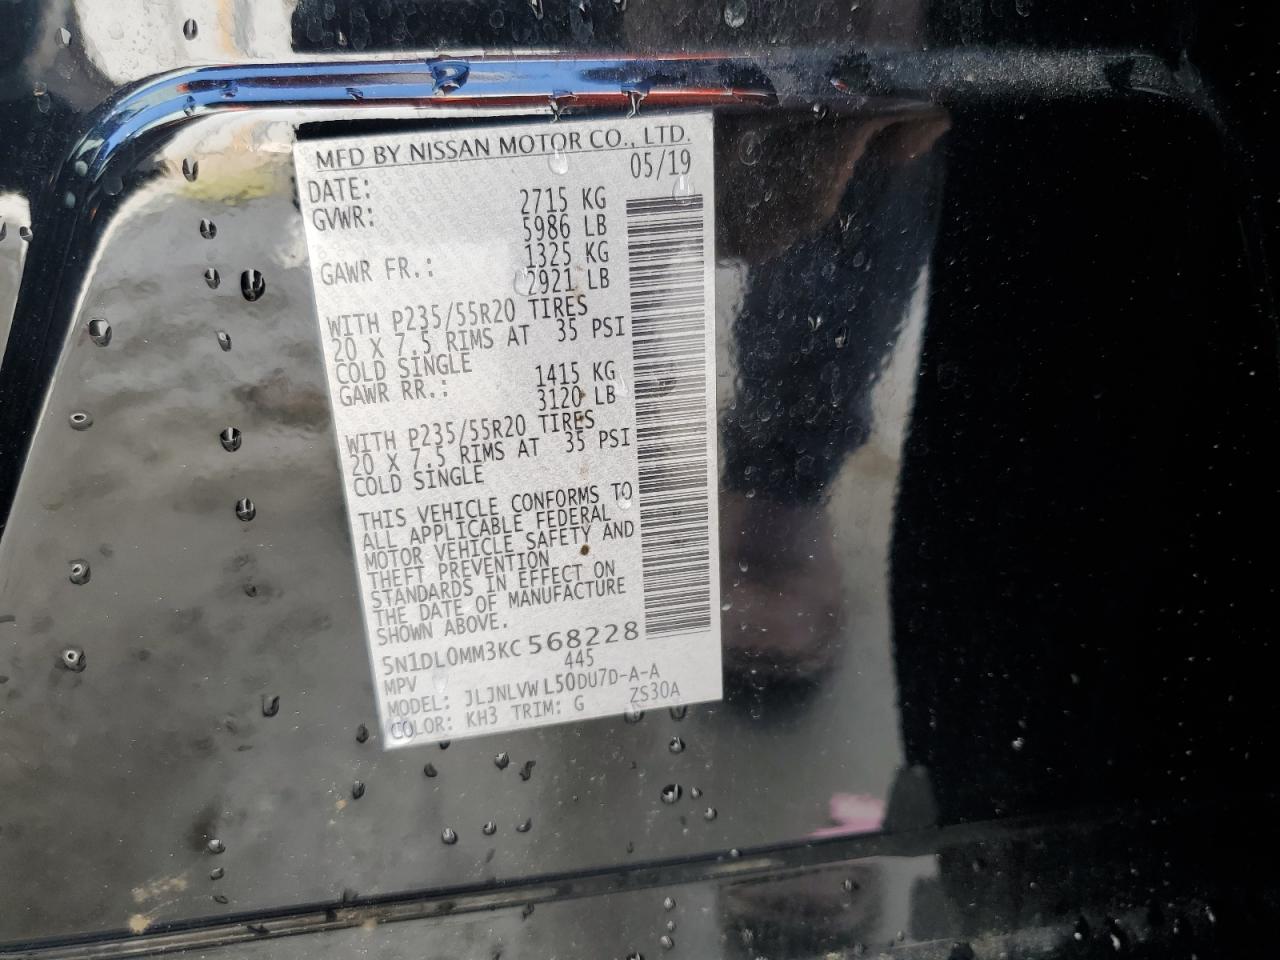 MFD BY NISSAN MOTOR CO., LTD.
DATE: 05/19
GVWR: 2715 KG
5986 LB
GAWR FR.: 1325 KG
2921 LB
WITH P235/55R20 TIRES
20 X 7.5 RIMS AT 35 PSI
COLD SINGLE
GAWR RR.: 1415 KG
3120 LB
WITH P235/55R20 TIRES
20 X 7.5 RIMS AT 35 PSI
COLD SINGLE
THIS VEHICLE CONFORMS TO
ALL APPLICABLE FEDERAL
MOTOR VEHICLE SAFETY AND
THEFT PREVENTION
STANDARDS IN EFFECT ON
THE DATE OF MANUFACTURE
SHOWN ABOVE.
5N1DL0MM3KC568228
MPV 445
MODEL: JLJNLVWL50DU7D-A-A
COLOR: KH3 TRIM: G ZS30A